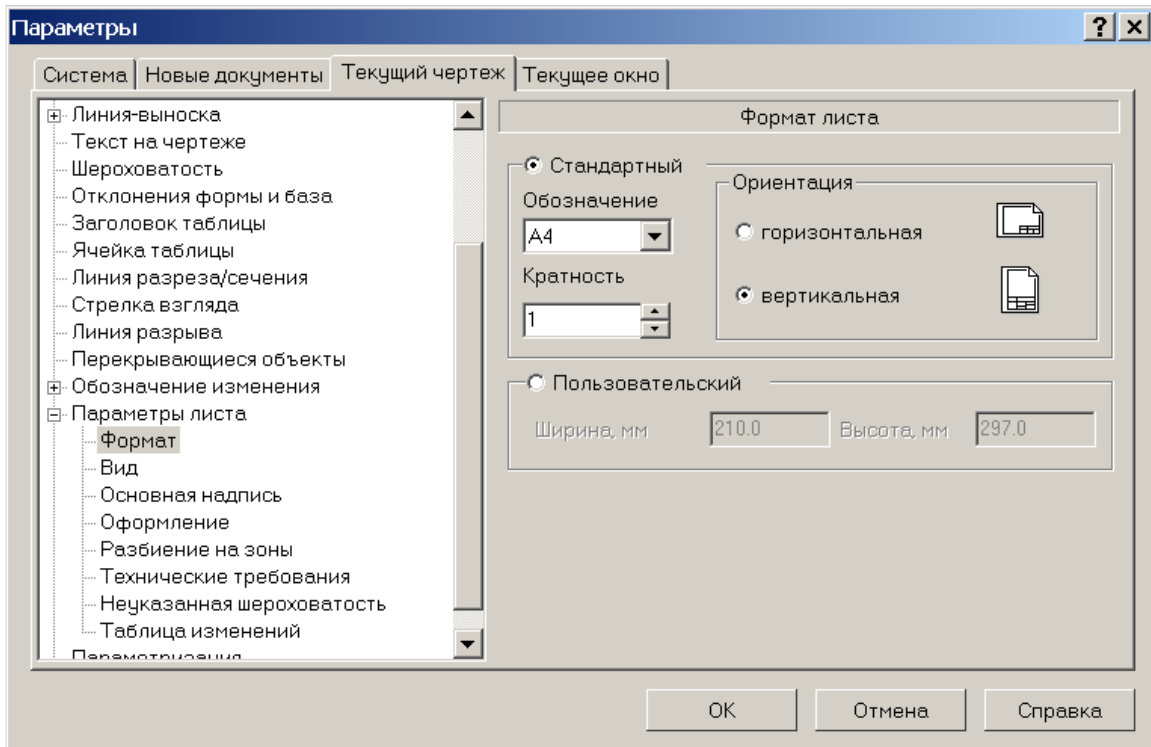 Параметры
Система Новые документы Текущий чертеж Текущее окно
Линия-выноска
Текст на чертеже
Шероховатость
Отклонения формы и база
Заголовок таблицы
Ячейка таблицы
Линия разреза/сечения
Стрелка взгляда
Линия разрыва
Перекрывающиеся объекты
Обозначение изменения
Параметры листа
Формат
Вид
Основная надпись
Оформление
Разбиение на зоны
Технические требования
Неуказанная шероховатость
Таблица изменений
Параметризация
Формат листа
Стандартный
Обозначение
A4
Кратность
1
Ориентация
горизонтальная
вертикальная
Пользовательский
Ширина, мм 210.0 Высота, мм 297.0
OK Отмена Справка